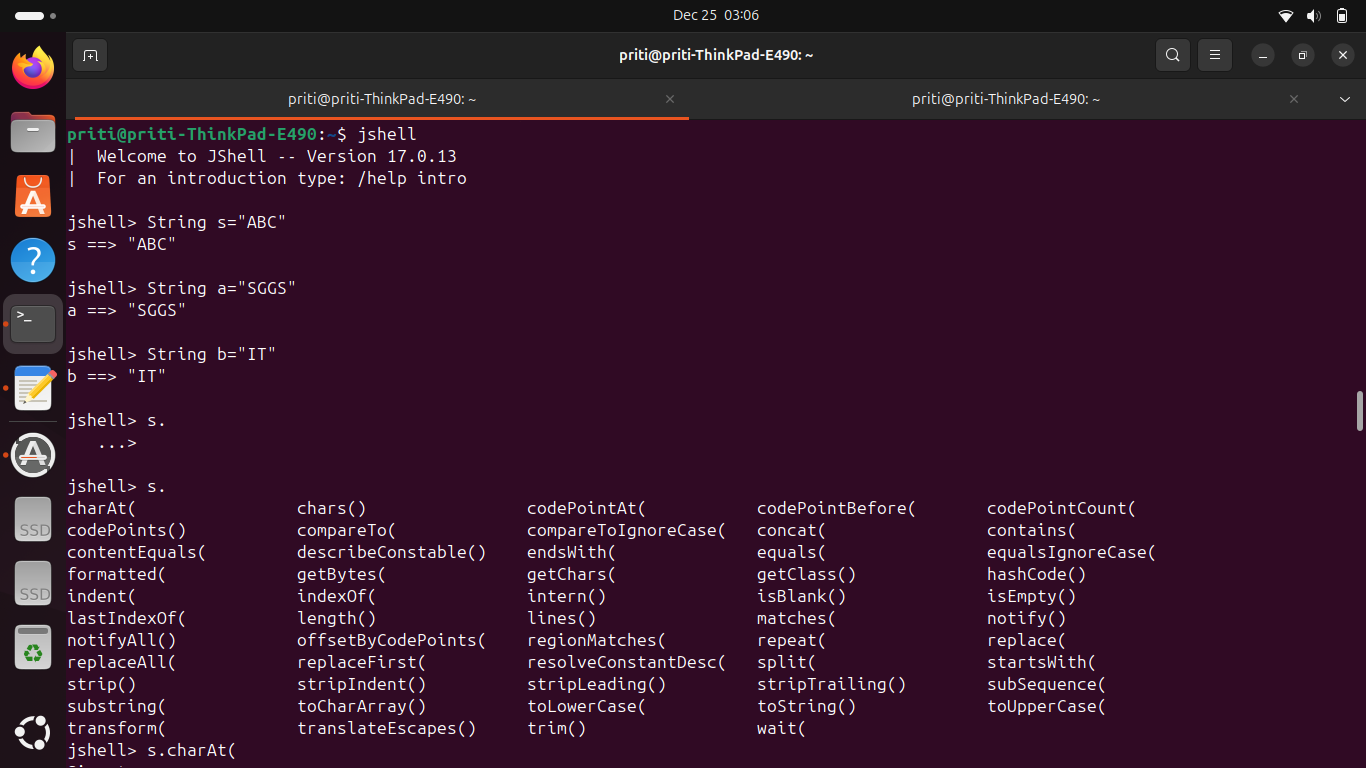 Dec 25 03:06
priti@priti-ThinkPad-E490: ~
priti@priti-ThinkPad-E490: ~ priti@priti-ThinkPad-E490: ~
priti@priti-ThinkPad-E490:~$ jshell
| Welcome to JShell -- Version 17.0.13
| For an introduction type: /help intro
jshell> String s="ABC"
s ==> "ABC"
jshell> String a="SGGS"
a ==> "SGGS"
jshell> String b="IT"
b ==> "IT"
jshell> s.
...>
jshell> s.
charAt( chars() codePointAt( codePointBefore( codePointCount(
codePoints() compareTo( compareToIgnoreCase( concat( contains(
contentEquals( describeConstable() endsWith( equals( equalsIgnoreCase(
formatted( getBytes( getChars( getClass() hashCode()
indent( indexOf( intern() isBlank() isEmpty()
lastIndexOf( length() lines() matches( notify()
notifyAll() offsetByCodePoints( regionMatches( repeat( replace(
replaceAll( replaceFirst( resolveConstantDesc( split( startsWith(
strip() stripIndent() stripLeading() stripTrailing() subSequence(
substring( toCharArray() toLowerCase( toString() toUpperCase(
transform( translateEscapes() trim() wait(
jshell> s.charAt(
SSD
SSD